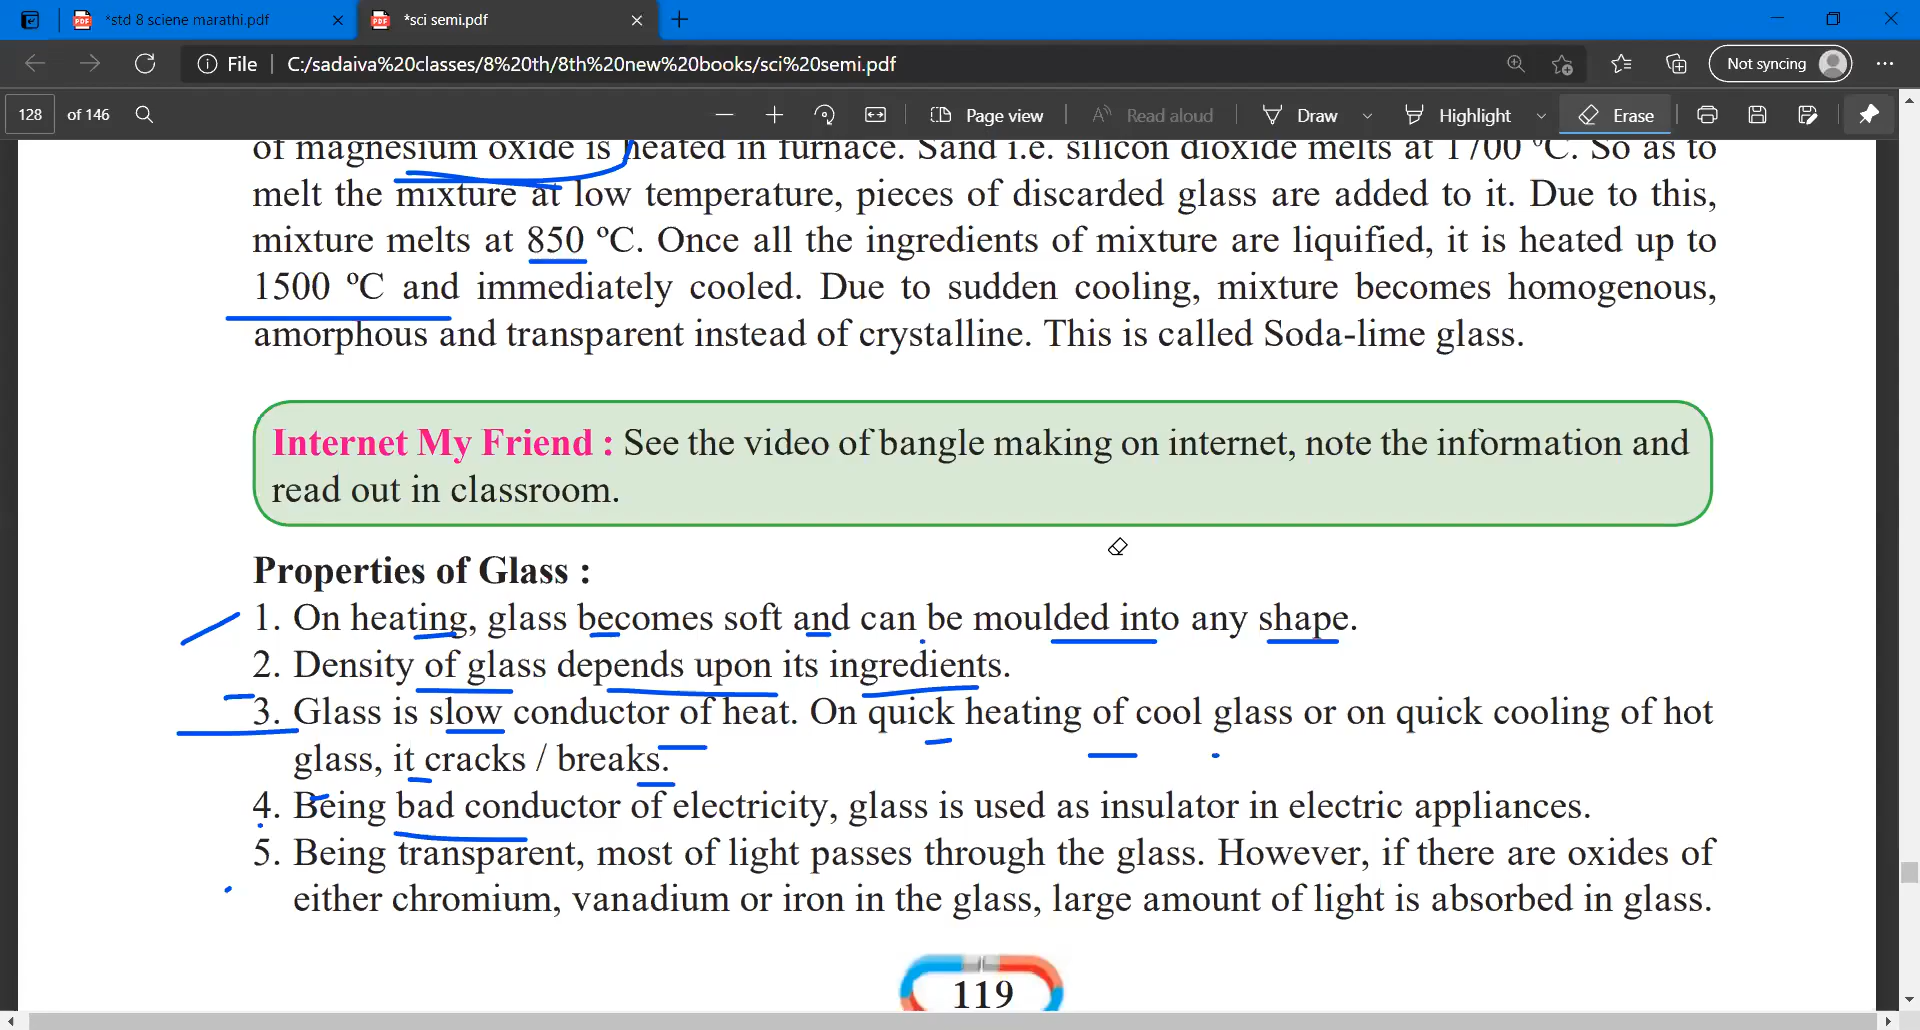 *std 8 sciene marathi.pdf
*sci semi.pdf
File
C:/sadaiva%20classes/8%20th/8th%20new%20books/sci%20semi.pdf
Not syncing
128 of 146
Page view
Read aloud
Draw
Highlight
Erase
of magnesium oxide is heated in furnace. Sand i.e. silicon dioxide melts at 1700 ºC. So as to
melt the mixture at low temperature, pieces of discarded glass are added to it. Due to this,
mixture melts at 850 ºC. Once all the ingredients of mixture are liquified, it is heated up to
1500 ºC and immediately cooled. Due to sudden cooling, mixture becomes homogenous,
amorphous and transparent instead of crystalline. This is called Soda-lime glass.
Internet My Friend : See the video of bangle making on internet, note the information and
read out in classroom.
Properties of Glass :
1. On heating, glass becomes soft and can be moulded into any shape.
2. Density of glass depends upon its ingredients.
3. Glass is slow conductor of heat. On quick heating of cool glass or on quick cooling of hot
glass, it cracks / breaks.
4. Being bad conductor of electricity, glass is used as insulator in electric appliances.
5. Being transparent, most of light passes through the glass. However, if there are oxides of
either chromium, vanadium or iron in the glass, large amount of light is absorbed in glass.
119